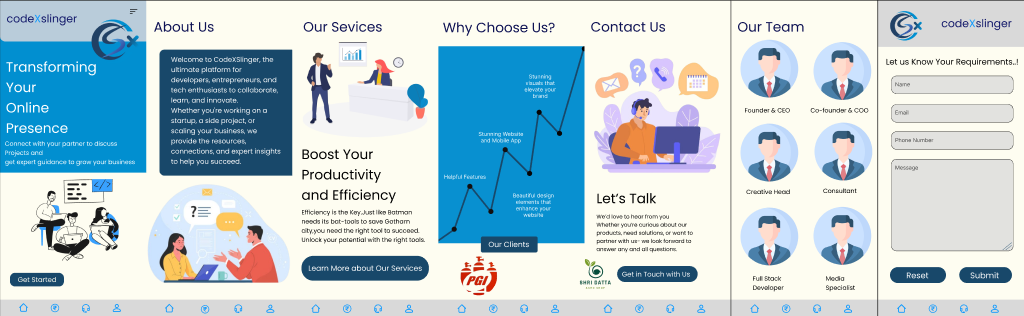 codeXslinger
Transforming
Your
Online
Presence
Connect with your partner to discuss
Projects and
get expert guidance to grow your business
</>
Get Started
About Us
Welcome to CodeXSlinger, the
ultimate platform for
developers, entrepreneurs, and
tech enthusiasts to collaborate,
learn, and innovate.
Whether you're working on a
startup, a side project, or
scaling your business, we
provide the resources,
connections, and expert insights
to help you succeed.
Our Sevices
Boost Your
Productivity
and Efficiency
Efficiency is the Key.Just like Batman
needs its bat-tools to save Gotham
city,you need the right tool to succeed.
Unlock your potential with the right tools.
Learn More about Our Services
Why Choose Us?
Stunning
visuals that
elevate your
brand
Stunning Website
and Mobile App
Helpful Features
Beautiful design
elements that
enhance your
website
Our Clients
PGI
Contact Us
Let's Talk
We'd love to hear from you
Whether you're curious about our
products, need solutions, or want to
partner with us- we look forward to
answer any and all questions.
SHRI DATTA
Get in Touch with Us
Our Team
Founder & CEO
Co-founder & COO
Creative Head
Consultant
Full Stack
Developer
Media
Specialist
codeXslinger
Let us Know Your Requirements..!
Name
Email
Phone Number
Message
Reset
Submit